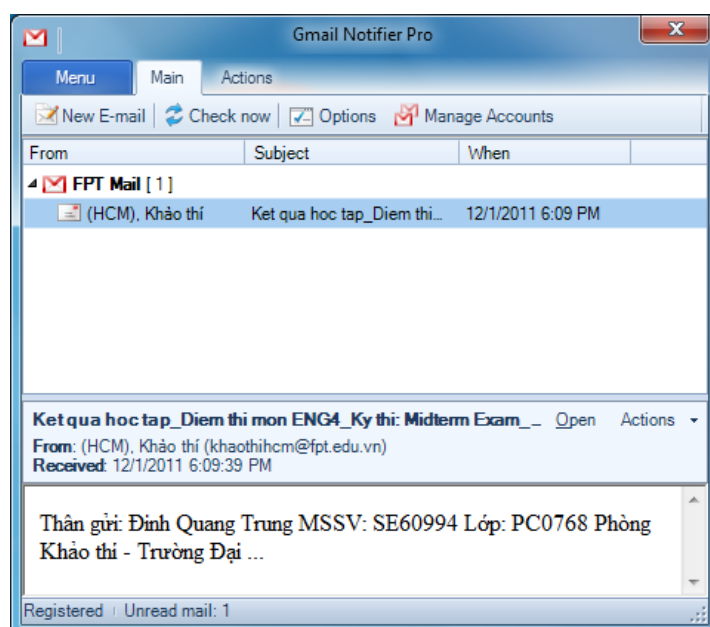 Gmail Notifier Pro
Menu Main Actions
New E-mail Check now Options Manage Accounts
From Subject When
FPT Mail [ 1 ]
(HCM), Khảo thí Ket qua hoc tap_Diem thi... 12/1/2011 6:09 PM
Ket qua hoc tap_Diem thi mon ENG4_Ky thi: Midterm Exam_ _ Open Actions
From: (HCM), Khảo thí (khaothihcm@fpt.edu.vn)
Received: 12/1/2011 6:09:39 PM
Thân gửi: Đinh Quang Trung MSSV: SE60994 Lớp: PC0768 Phòng
Khảo thí - Trường Đại ...
Registered Unread mail: 1